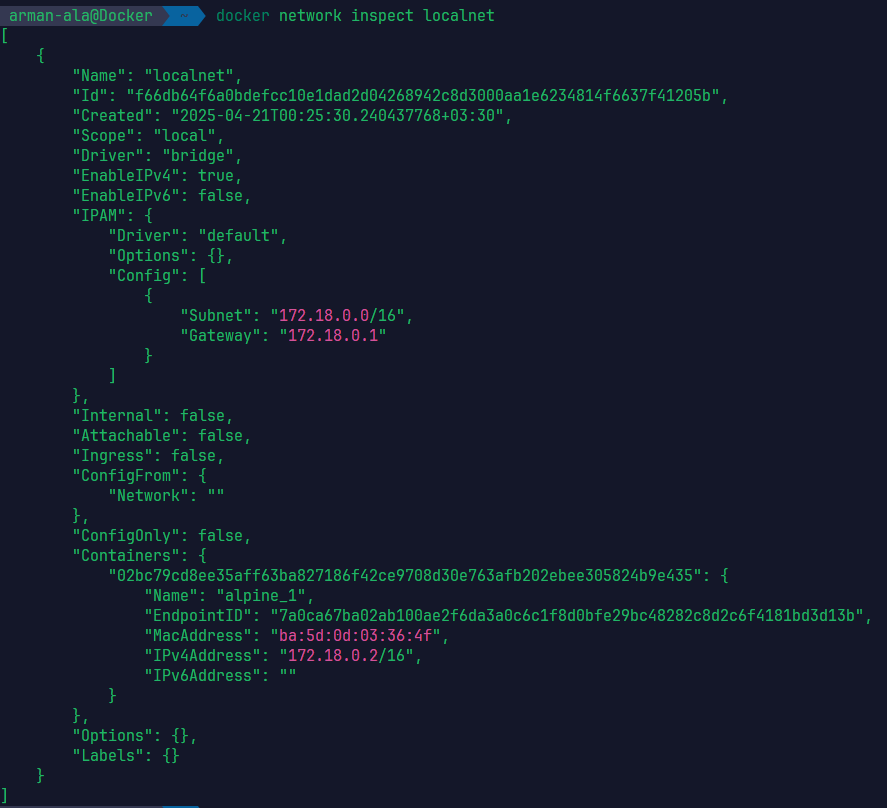 arman-ala@Docker ~ docker network inspect localnet
[
    {
        "Name": "localnet",
        "Id": "f66db64f6a0bdefcc10e1dad2d04268942c8d3000aa1e6234814f6637f41205b",
        "Created": "2025-04-21T00:25:30.240437768+03:30",
        "Scope": "local",
        "Driver": "bridge",
        "EnableIPv4": true,
        "EnableIPv6": false,
        "IPAM": {
            "Driver": "default",
            "Options": {},
            "Config": [
                {
                    "Subnet": "172.18.0.0/16",
                    "Gateway": "172.18.0.1"
                }
            ]
        },
        "Internal": false,
        "Attachable": false,
        "Ingress": false,
        "ConfigFrom": {
            "Network": ""
        },
        "ConfigOnly": false,
        "Containers": {
            "02bc79cd8ee35aff63ba827186f42ce9708d30e763afb202ebee305824b9e435": {
                "Name": "alpine_1",
                "EndpointID": "7a0ca67ba02ab100ae2f6da3a0c6c1f8d0bfe29bc48282c8d2c6f4181bd3d13b",
                "MacAddress": "ba:5d:0d:03:36:4f",
                "IPv4Address": "172.18.0.2/16",
                "IPv6Address": ""
            }
        },
        "Options": {},
        "Labels": {}
    }
]